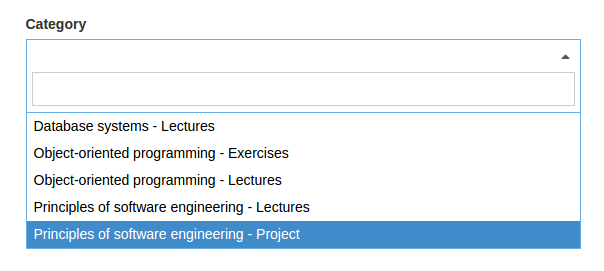 Category
Database systems - Lectures
Object-oriented programming - Exercises
Object-oriented programming - Lectures
Principles of software engineering - Lectures
Principles of software engineering - Project